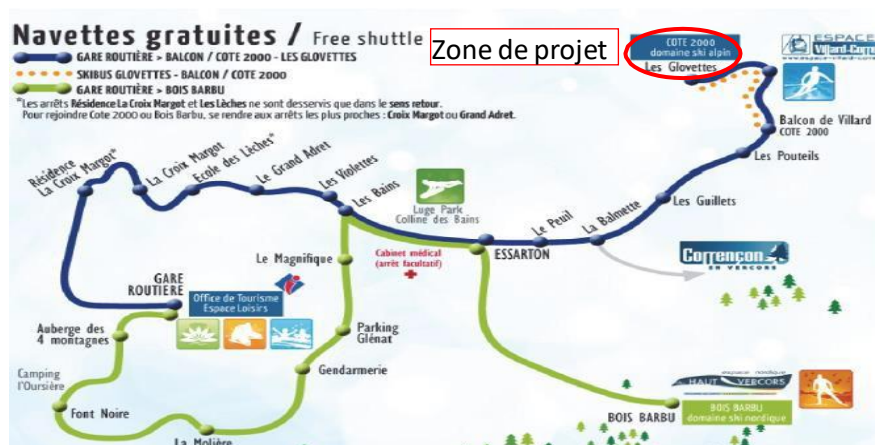 Navettes gratuites / Free shuttle
Zone de projet
GARE ROUTIÈRE > BALCON / COTE 2000 - LES GLOVETTES
SKIBUS GLOVETTES - BALCON / COTE 2000
GARE ROUTIÈRE > BOIS BARBU
*Les arrêts Résidence La Croix Margot et Les Lèches ne sont desservis que dans le sens retour.
Pour rejoindre Cote 2000 ou Bois Barbu, se rendre aux arrêts les plus proches : Croix Margot ou Grand Adret.
COTE 2000
domaine ski alpin
Les Glovettes
ESPACE
Villard-Corr
Balcon de Villard
COTE 2000
Les Pouteils
Les Guillets
La Balmette
Le Peuil
ESSARTON
Corrençon
EN VERCORS
Résidence
La Croix Margot*
La Croix Margot
Ecole des Lèches*
Le Grand Adret
Les Violettes
Les Bains
Luge Park
Colline des Bains
Cabinet médical
(arrêt facultatif)
Le Magnifique
GARE
ROUTIÈRE
Office de Tourisme
Espace Loisirs
Auberge des
4 montagnes
Parking
Glénat
Gendarmerie
Camping
l'Oursière
Font Noire
La Molière
BOIS BARBU
espace nordique
HAUT VERCORS
BOIS BARBU
domaine ski nordique